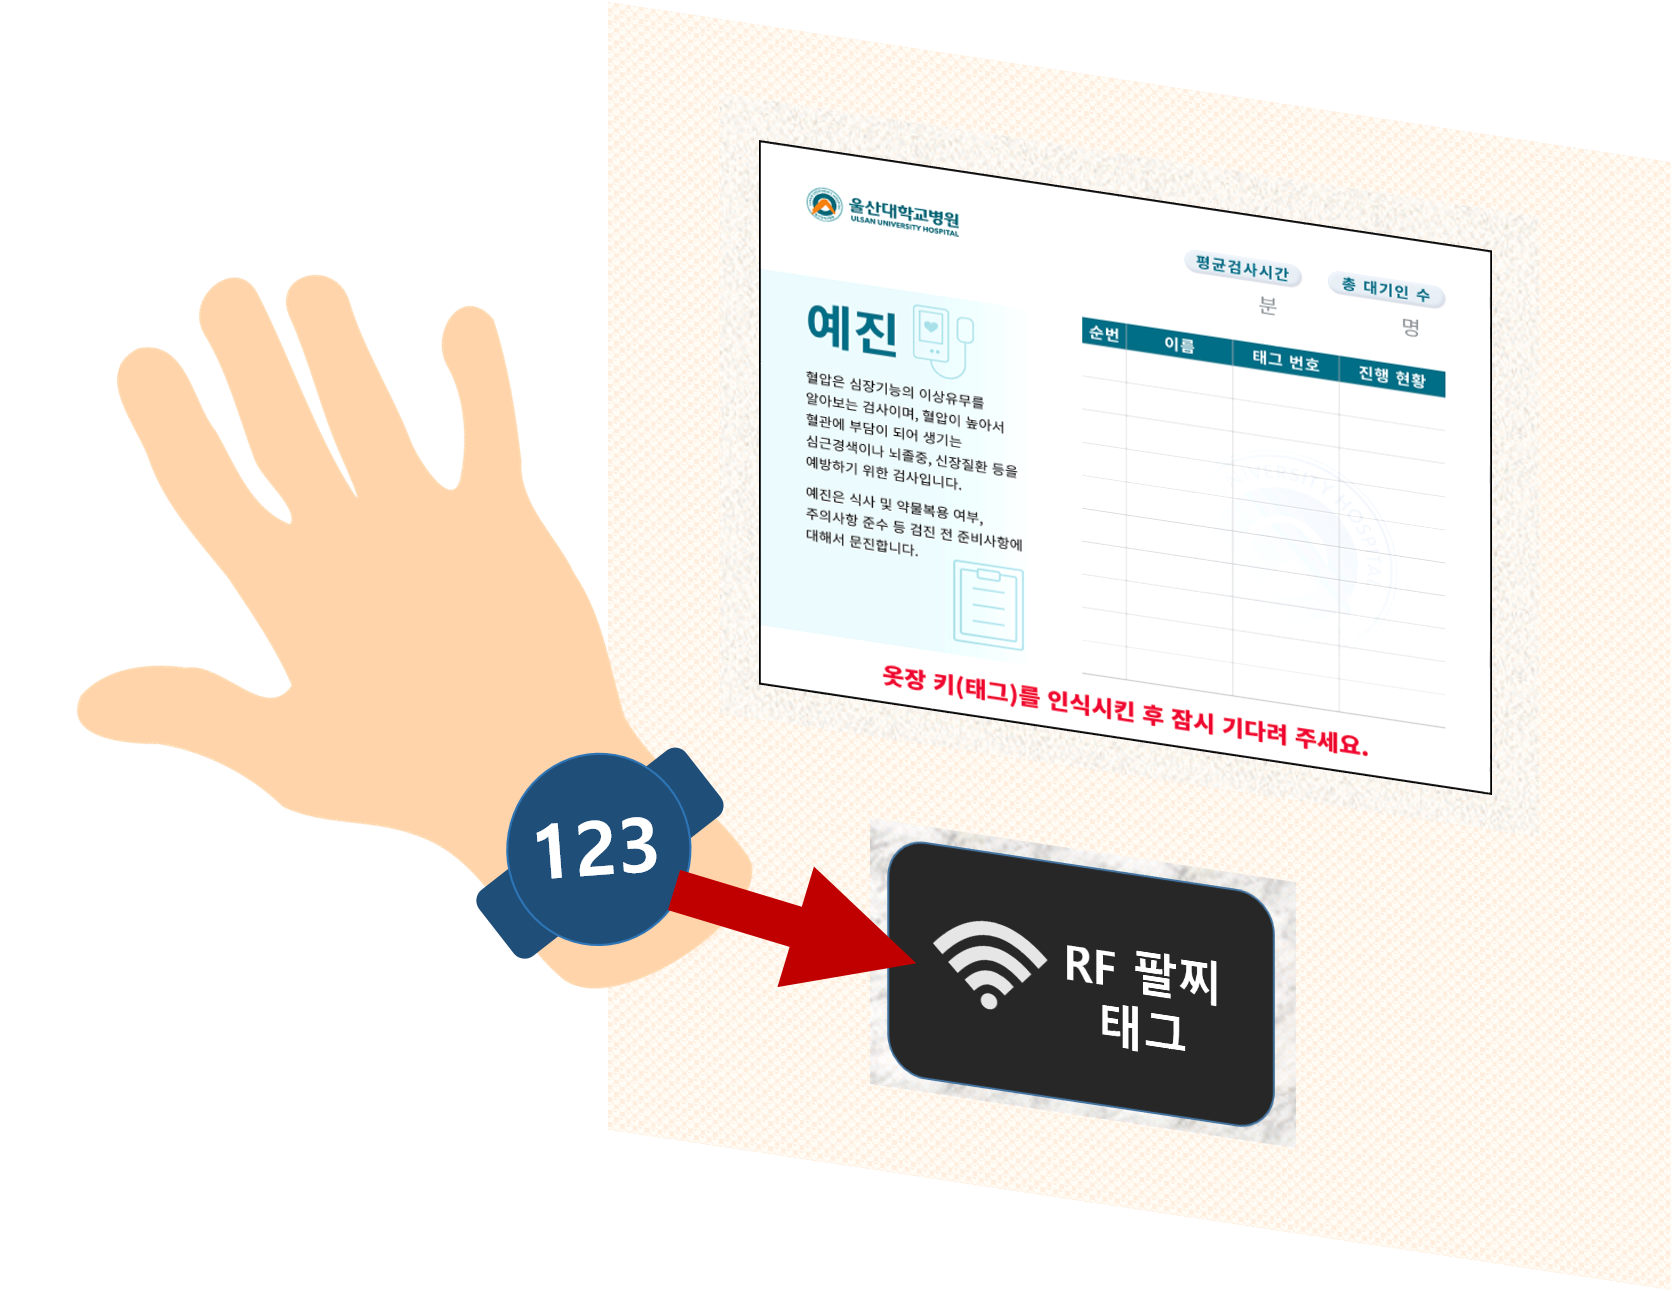 울산대학교병원
ULSAN UNIVERSITY HOSPITAL
평균검사시간
총 대기인 수
분
명
예진
혈압은 심장기능의 이상유무를
알아보는 검사이며, 혈압이 높아서
혈관에 부담이 되어 생기는
심근경색이나 뇌졸중, 신장질환 등을
예방하기 위한 검사입니다.
예진은 식사 및 약물복용 여부,
주의사항 준수 등 검진 전 준비사항에
대해서 문진합니다.
순번 이름 태그 번호 진행 현황
옷장 키(태그)를 인식시킨 후 잠시 기다려 주세요.
123
RF 팔찌
태그